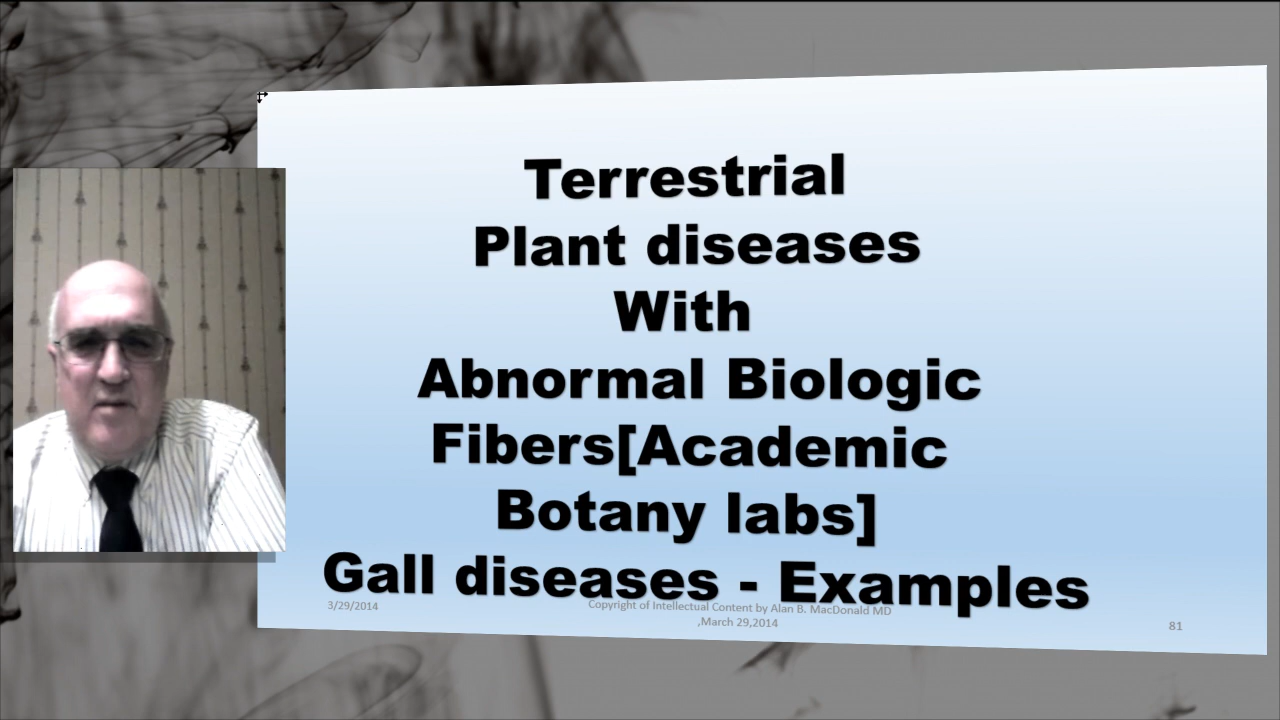 Terrestrial
Plant diseases
With
Abnormal Biologic
Fibers[Academic
Botany labs]
Gall diseases - Examples
3/29/2014
Copyright of Intellectual Content by Alan B. MacDonald MD
,March 29,2014
81